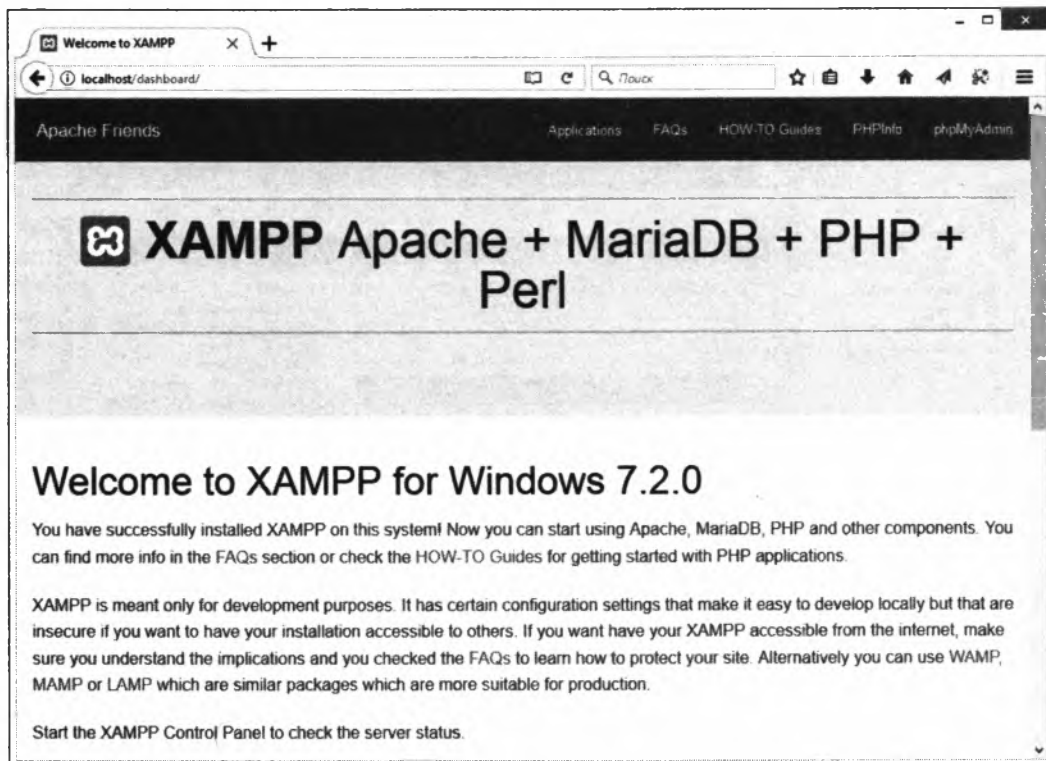 Welcome to XAMPP
localhost/dashboard/
Поиск
Apache Friends
Applications
FAQs
HOW-TO Guides
PHPInfo
phpMyAdmin
XAMPP Apache + MariaDB + PHP +
Perl
Welcome to XAMPP for Windows 7.2.0
You have successfully installed XAMPP on this system! Now you can start using Apache, MariaDB, PHP and other components. You
can find more info in the FAQs section or check the HOW-TO Guides for getting started with PHP applications.
XAMPP is meant only for development purposes. It has certain configuration settings that make it easy to develop locally but that are
insecure if you want to have your installation accessible to others. If you want have your XAMPP accessible from the internet, make
sure you understand the implications and you checked the FAQs to learn how to protect your site. Alternatively you can use WAMP,
MAMP or LAMP which are similar packages which are more suitable for production.
Start the XAMPP Control Panel to check the server status.